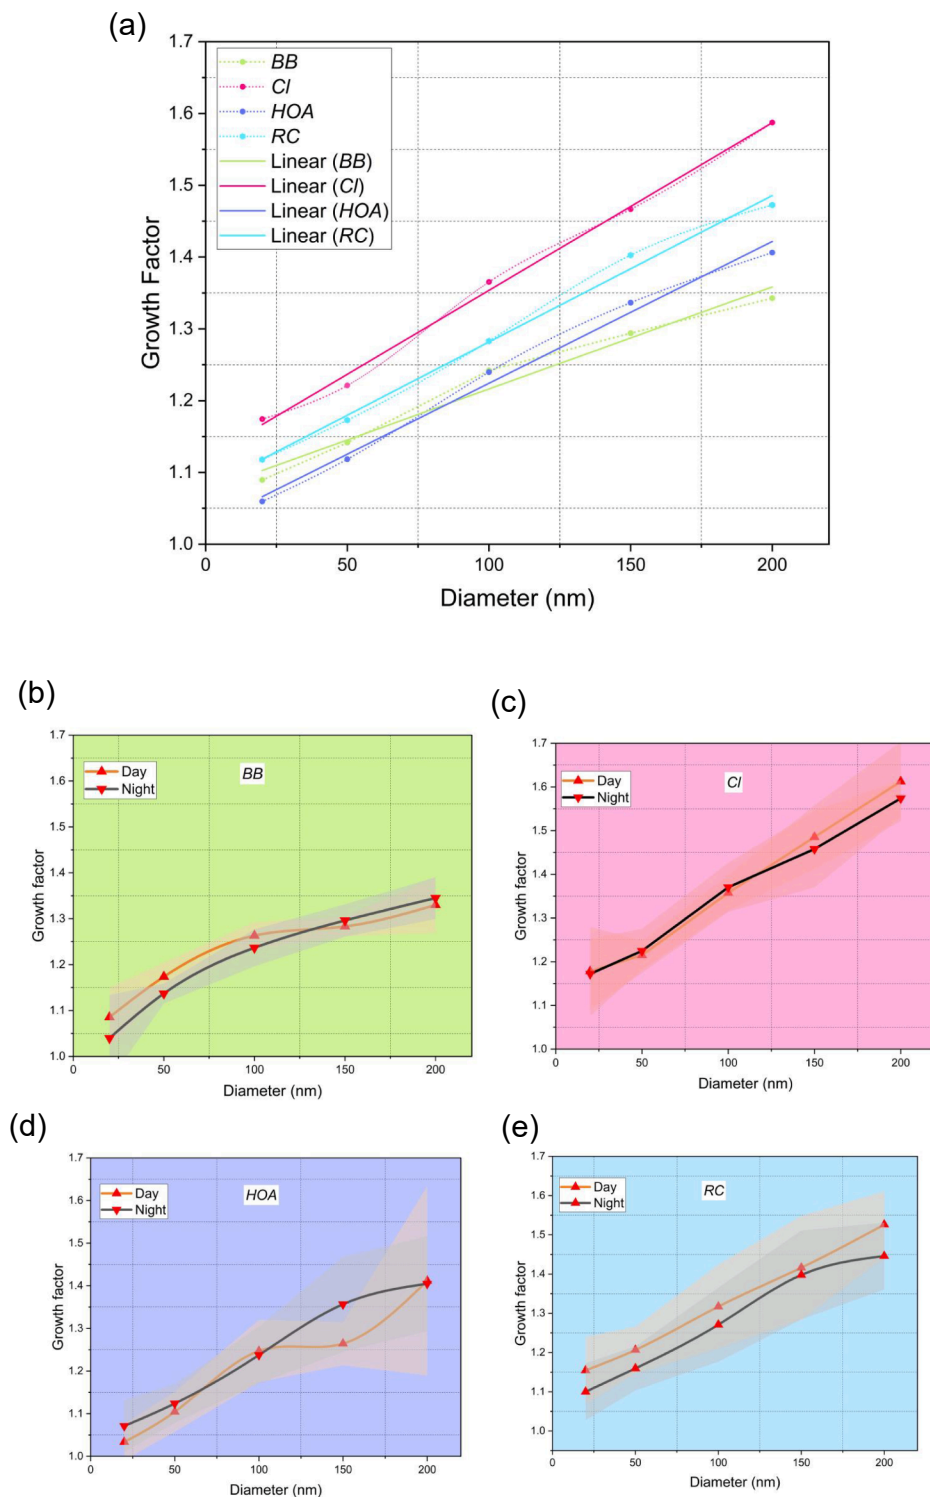 (a)
1.7
1.6
1.5
1.4
1.3
1.2
1.1
1.0
Growth Factor
BB
Cl
HOA
RC
Linear (BB)
Linear (Cl)
Linear (HOA)
Linear (RC)
0 50 100 150 200
Diameter (nm)
(b)
1.7
1.6
1.5
1.4
1.3
1.2
1.1
1.0
Growth factor
Day
Night
BB
0 50 100 150 200
Diameter (nm)
(c)
1.7
1.6
1.5
1.4
1.3
1.2
1.1
1.0
Growth factor
Day
Night
Cl
0 50 100 150 200
Diameter (nm)
(d)
1.7
1.6
1.5
1.4
1.3
1.2
1.1
1.0
Growth factor
Day
Night
HOA
0 50 100 150 200
Diameter (nm)
(e)
1.7
1.6
1.5
1.4
1.3
1.2
1.1
1.0
Growth factor
Day
Night
RC
0 50 100 150 200
Diameter (nm)